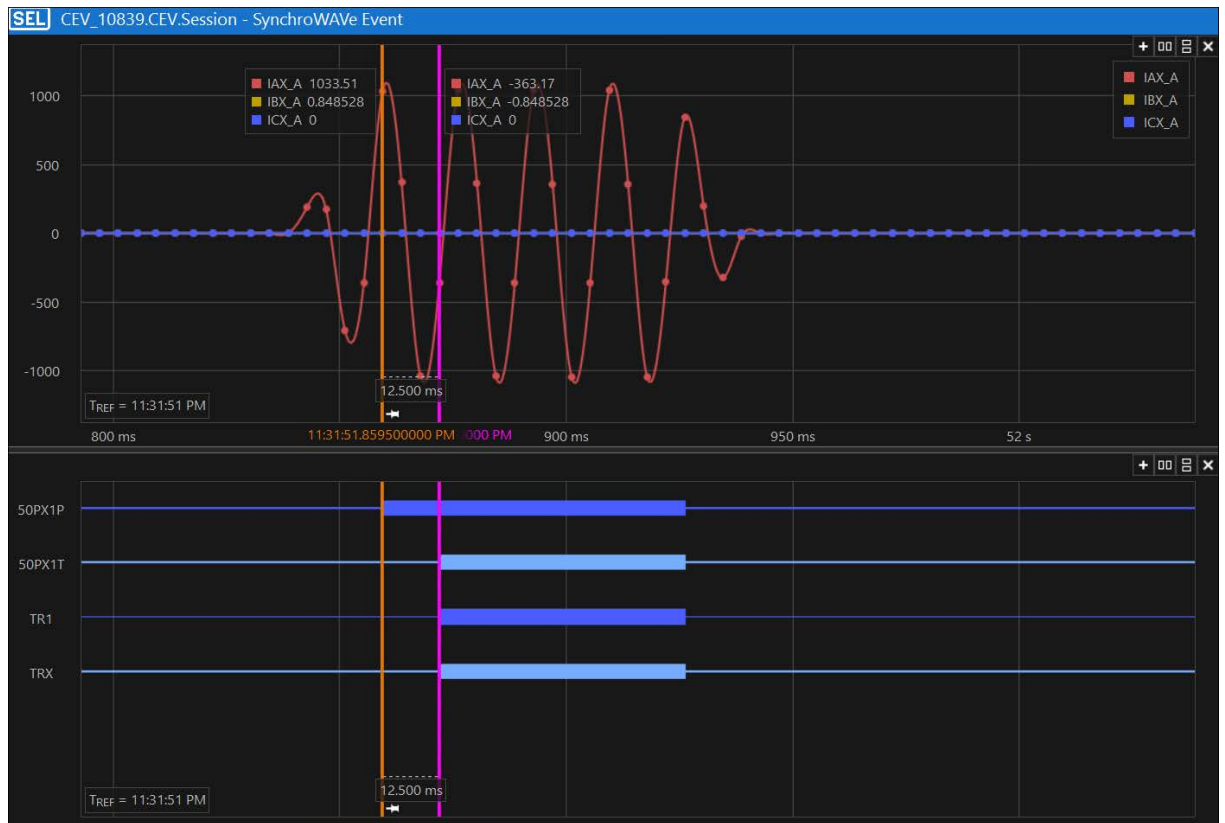 SEL CEV_10839.CEV.Session - SynchroWAVe Event
IAX_A 1033.51
IBX_A 0.848528
ICX_A 0
IAX_A -363.17
IBX_A -0.848528
ICX_A 0
IAX_A
IBX_A
ICX_A
1000
500
0
-500
-1000
12.500 ms
TREF = 11:31:51 PM
800 ms
11:31:51.859500000 PM
000 PM
900 ms
950 ms
52 s
50PX1P
50PX1T
TR1
TRX
12.500 ms
TREF = 11:31:51 PM